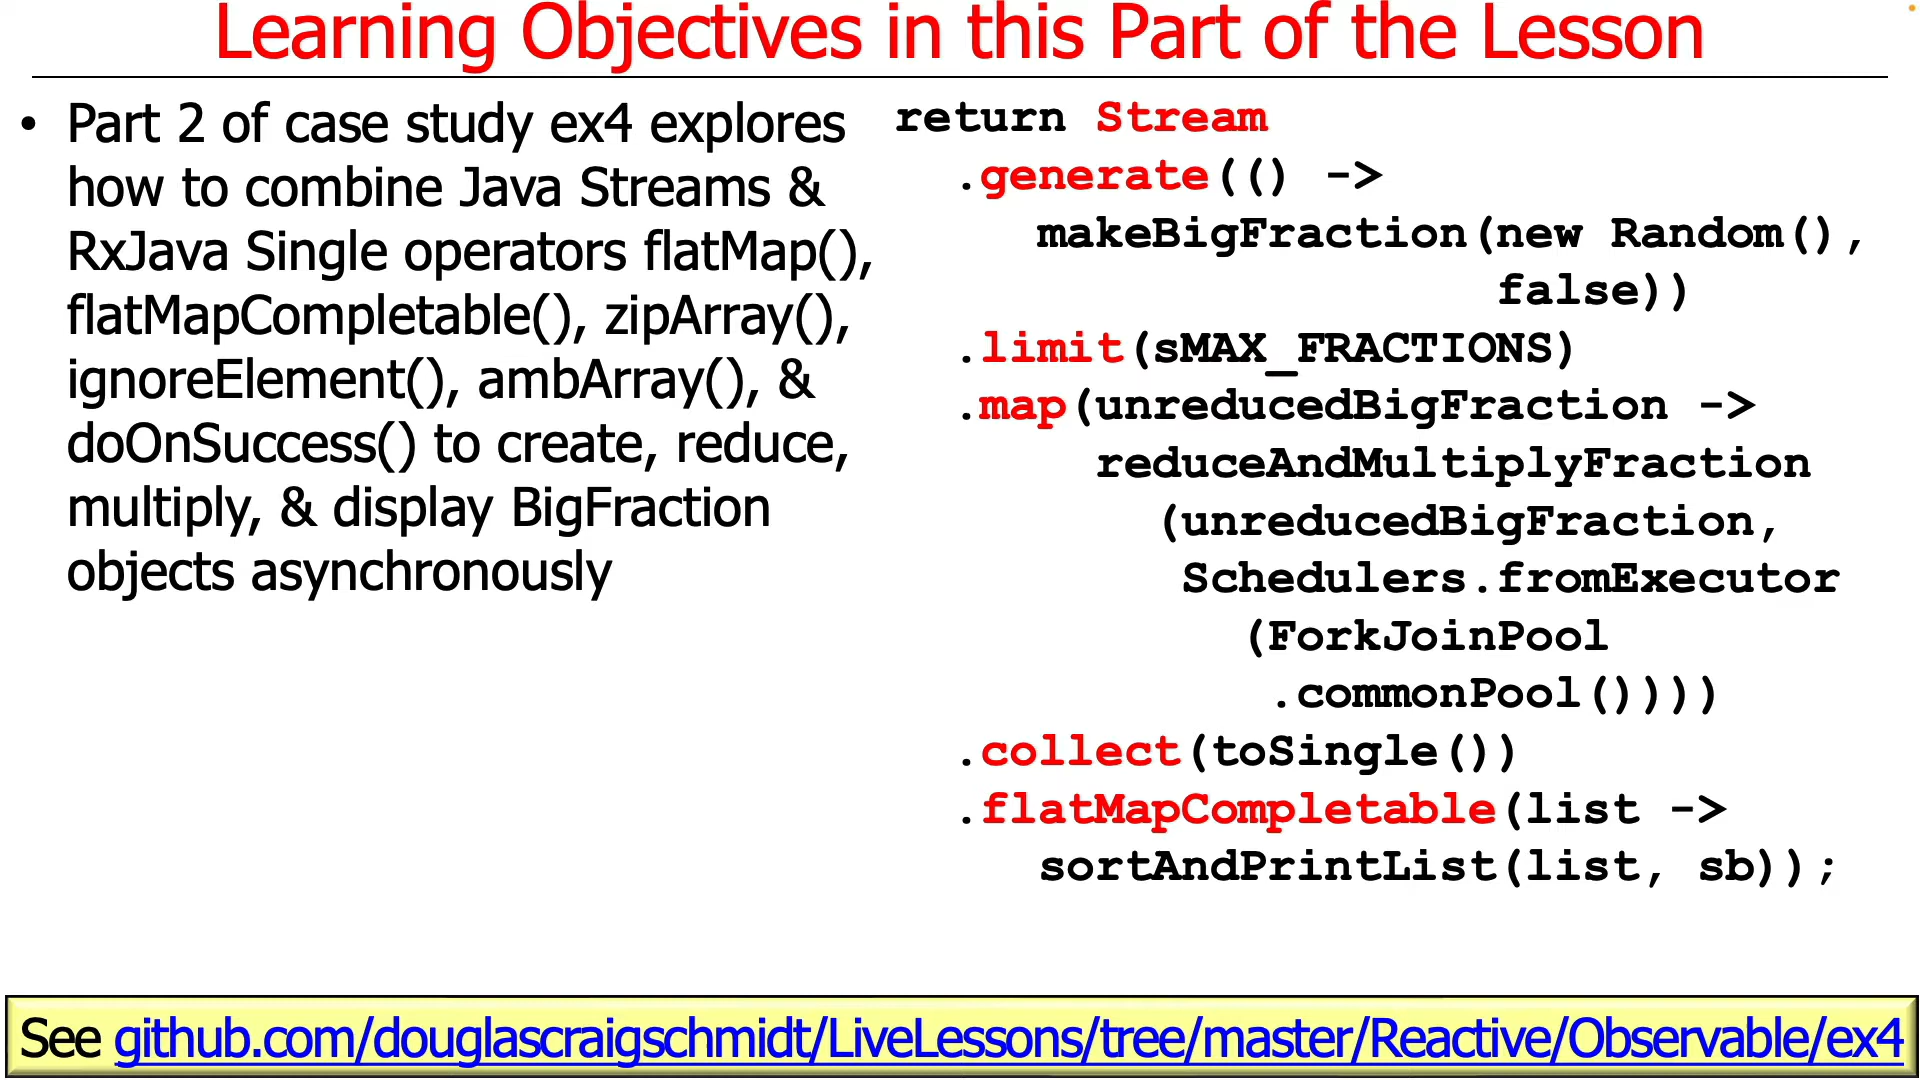 Learning Objectives in this Part of the Lesson
• Part 2 of case study ex4 explores
how to combine Java Streams &
RxJava Single operators flatMap(),
flatMapCompletable(), zipArray(),
ignoreElement(), ambArray(), &
doOnSuccess() to create, reduce,
multiply, & display BigFraction
objects asynchronously
return Stream
.generate(() ->
makeBigFraction(new Random(),
false))
.limit(sMAX_FRACTIONS)
.map(unreducedBigFraction ->
reduceAndMultiplyFraction
(unreducedBigFraction,
Schedulers.fromExecutor
(ForkJoinPool
.commonPool())))
.collect(toSingle())
.flatMapCompletable(list ->
sortAndPrintList(list, sb));
See github.com/douglascraigschmidt/LiveLessons/tree/master/Reactive/Observable/ex4